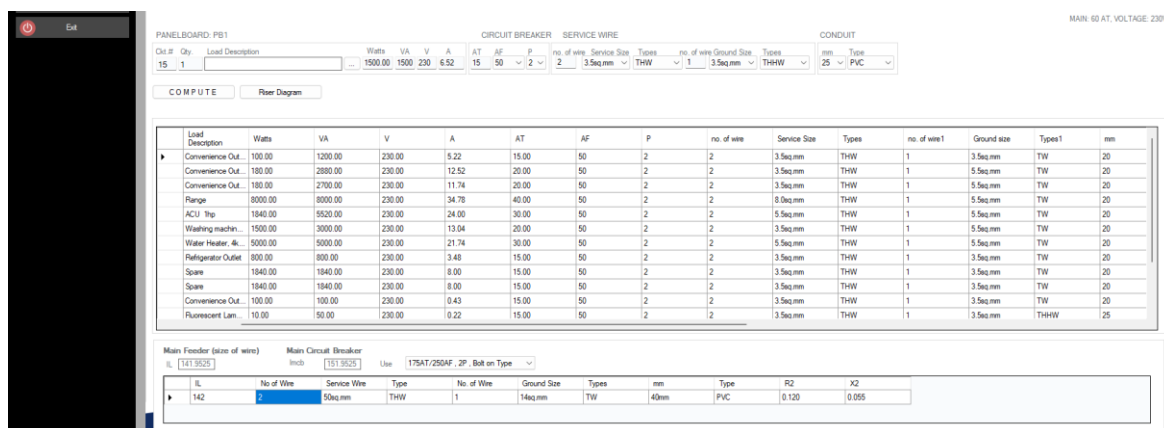 Exit
MAIN: 60 AT, VOLTAGE: 230
PANELBOARD: PB1 CIRCUIT BREAKER SERVICE WIRE CONDUIT
Ckt.# Qty. Load Description Watts VA V A AT AF P no. of wire Service Size Types no. of wire Ground Size Types mm Type
15 1 ... 1500.00 1500 230 6.52 15 50 2 2 3.5sq.mm THW 1 3.5sq.mm THHW 25 PVC
COMPUTE Riser Diagram
Load Description Watts VA V A AT AF P no. of wire Service Size Types no. of wire1 Ground size Types1 mm
Convenience Out... 100.00 1200.00 230.00 5.22 15.00 50 2 2 3.5sq.mm THW 1 3.5sq.mm TW 20
Convenience Out... 180.00 2880.00 230.00 12.52 20.00 50 2 2 3.5sq.mm THW 1 5.5sq.mm TW 20
Convenience Out... 180.00 2700.00 230.00 11.74 20.00 50 2 2 3.5sq.mm THW 1 5.5sq.mm TW 20
Range 8000.00 8000.00 230.00 34.78 40.00 50 2 2 8.0sq.mm THW 1 5.5sq.mm TW 20
ACU 1hp 1840.00 5520.00 230.00 24.00 30.00 50 2 2 5.5sq.mm THW 1 5.5sq.mm TW 20
Washing machin... 1500.00 3000.00 230.00 13.04 20.00 50 2 2 3.5sq.mm THW 1 5.5sq.mm TW 20
Water Heater, 4k... 5000.00 5000.00 230.00 21.74 30.00 50 2 2 5.5sq.mm THW 1 5.5sq.mm TW 20
Refrigerator Outlet 800.00 800.00 230.00 3.48 15.00 50 2 2 3.5sq.mm THW 1 3.5sq.mm TW 20
Spare 1840.00 1840.00 230.00 8.00 15.00 50 2 2 3.5sq.mm THW 1 3.5sq.mm TW 20
Spare 1840.00 1840.00 230.00 8.00 15.00 50 2 2 3.5sq.mm THW 1 3.5sq.mm TW 20
Convenience Out... 100.00 100.00 230.00 0.43 15.00 50 2 2 3.5sq.mm THW 1 3.5sq.mm TW 20
Fluorescent Lam... 10.00 50.00 230.00 0.22 15.00 50 2 2 3.5sq.mm THW 1 3.5sq.mm THHW 25
Main Feeder (size of wire) Main Circuit Breaker
IL 141.9525 Imcb 151.9525 Use 175AT/250AF , 2P , Bolt on Type
IL No of Wire Service Wire Type No. of Wire Ground Size Types mm Type R2 X2
142 2 50sq.mm THW 1 14sq.mm TW 40mm PVC 0.120 0.055